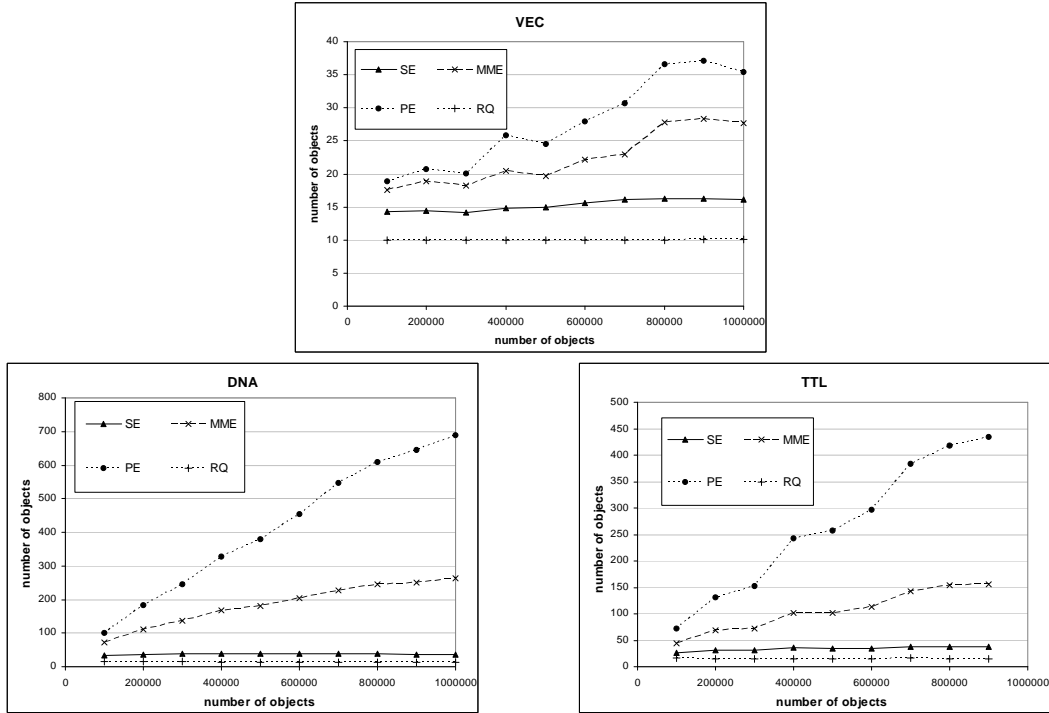 VEC
40
35
30
25
20
15
10
5
0
number of objects
SE MME
PE RQ
0 200000 400000 600000 800000 1000000
number of objects
DNA
800
700
600
500
400
300
200
100
0
number of objects
SE MME
PE RQ
0 200000 400000 600000 800000 1000000
number of objects
TTL
500
450
400
350
300
250
200
150
100
50
0
number of objects
SE MME
PE RQ
0 200000 400000 600000 800000 1000000
number of objects